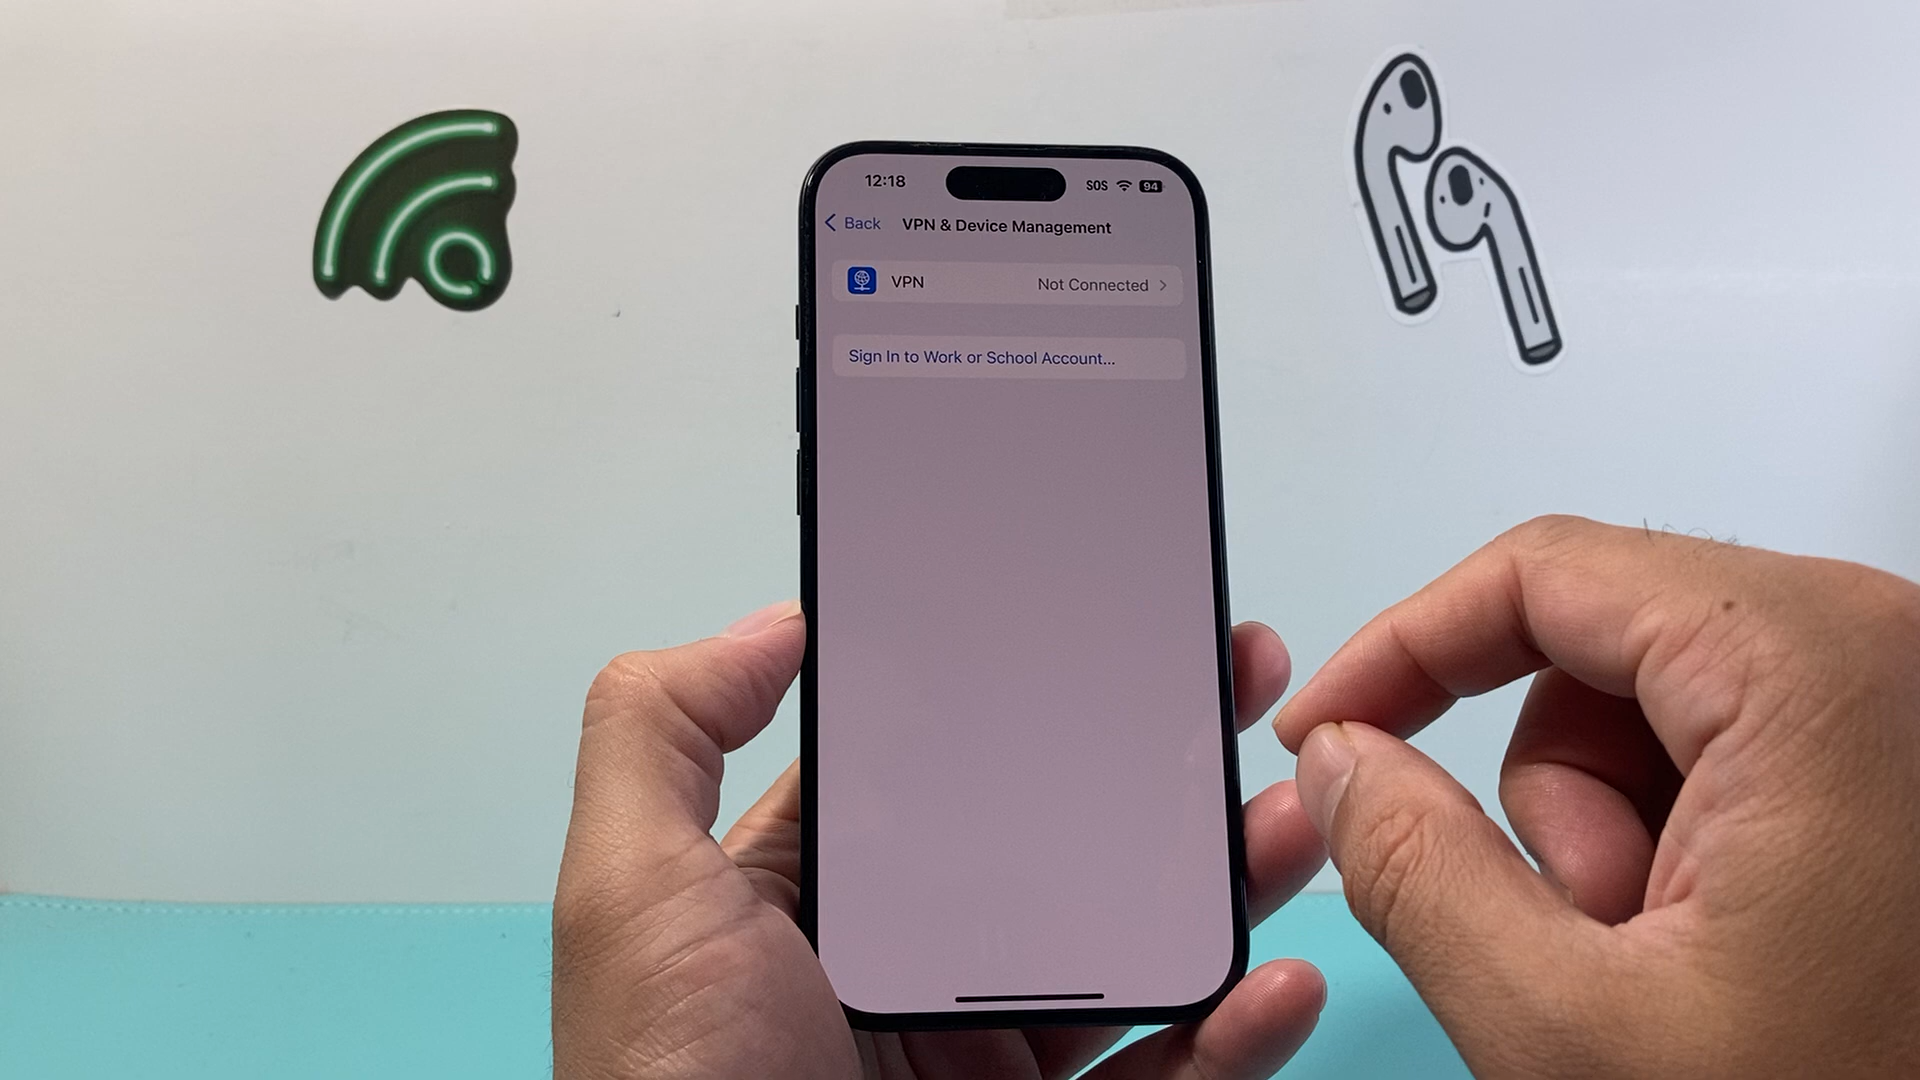 12:18
SOS 94
Back
VPN & Device Management
VPN
Not Connected
Sign In to Work or School Account...